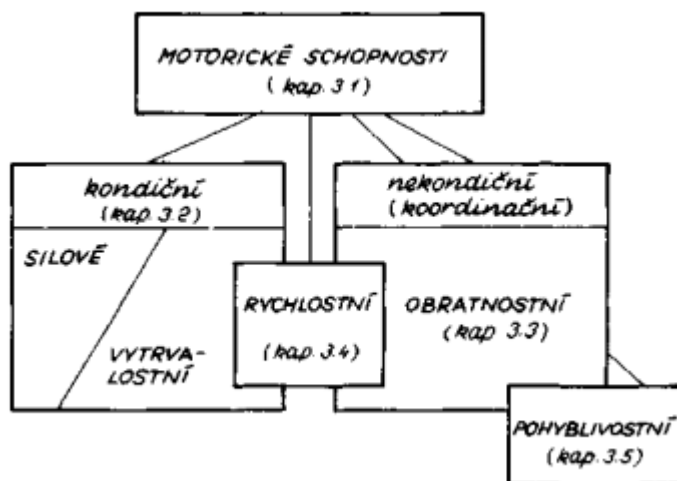 MOTORICKÉ SCHOPNOSTI
(kap. 3.1)
kondiční
(kap. 3.2)
nekondiční
(koordinační)
SILOVÉ
VYTRVA-
LOSTNÍ
RYCHLOSTNÍ
(kap. 3.4)
OBRATNOSTNÍ
(kap 3.3)
POHYBLIVOSTNÍ
(kap. 3.5)